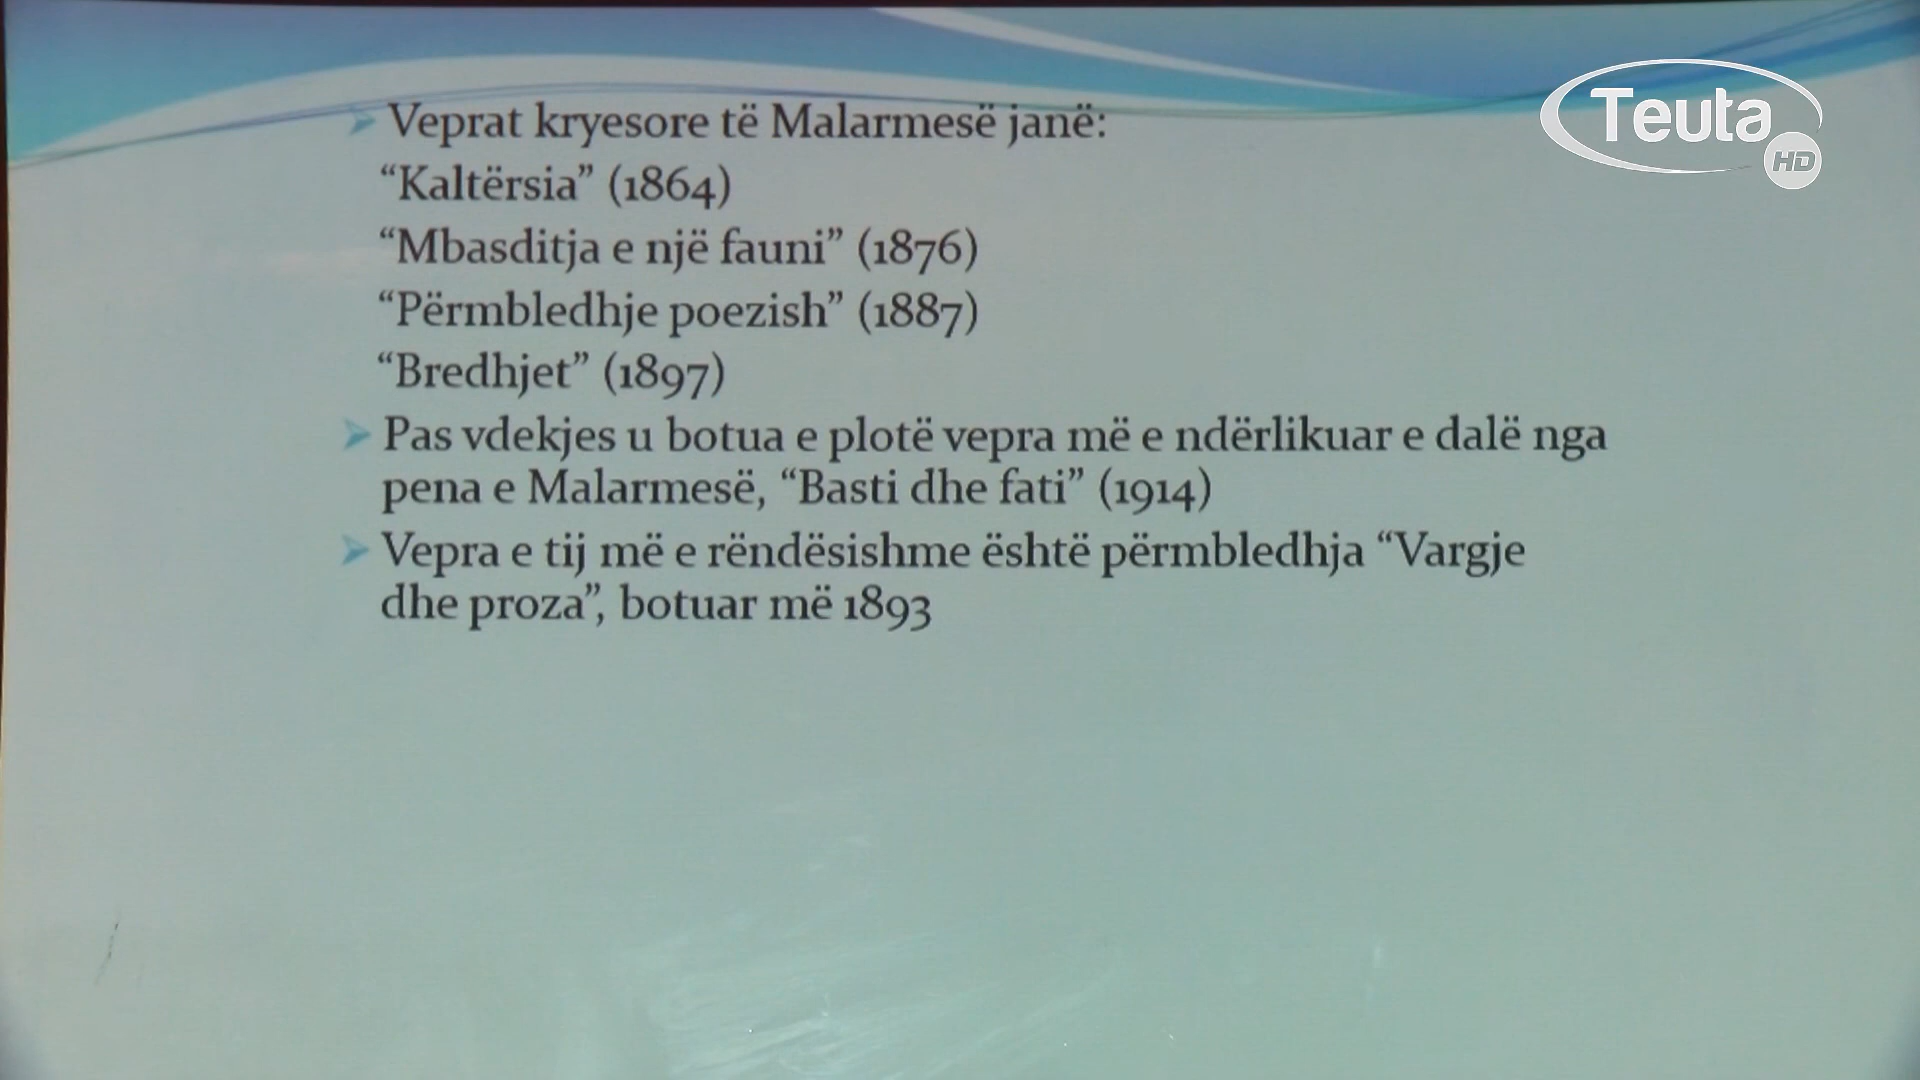 Veprat kryesore të Malarmesë janë:
“Kaltërsia” (1864)
“Mbasditja e një fauni” (1876)
“Përmbledhje poezish” (1887)
“Bredhjet” (1897)
Pas vdekjes u botua e plotë vepra më e ndërlikuar e dalë nga
pena e Malarmesë, “Basti dhe fati” (1914)
Vepra e tij më e rëndësishme është përmbledhja “Vargje
dhe proza”, botuar më 1893
Teuta
HD